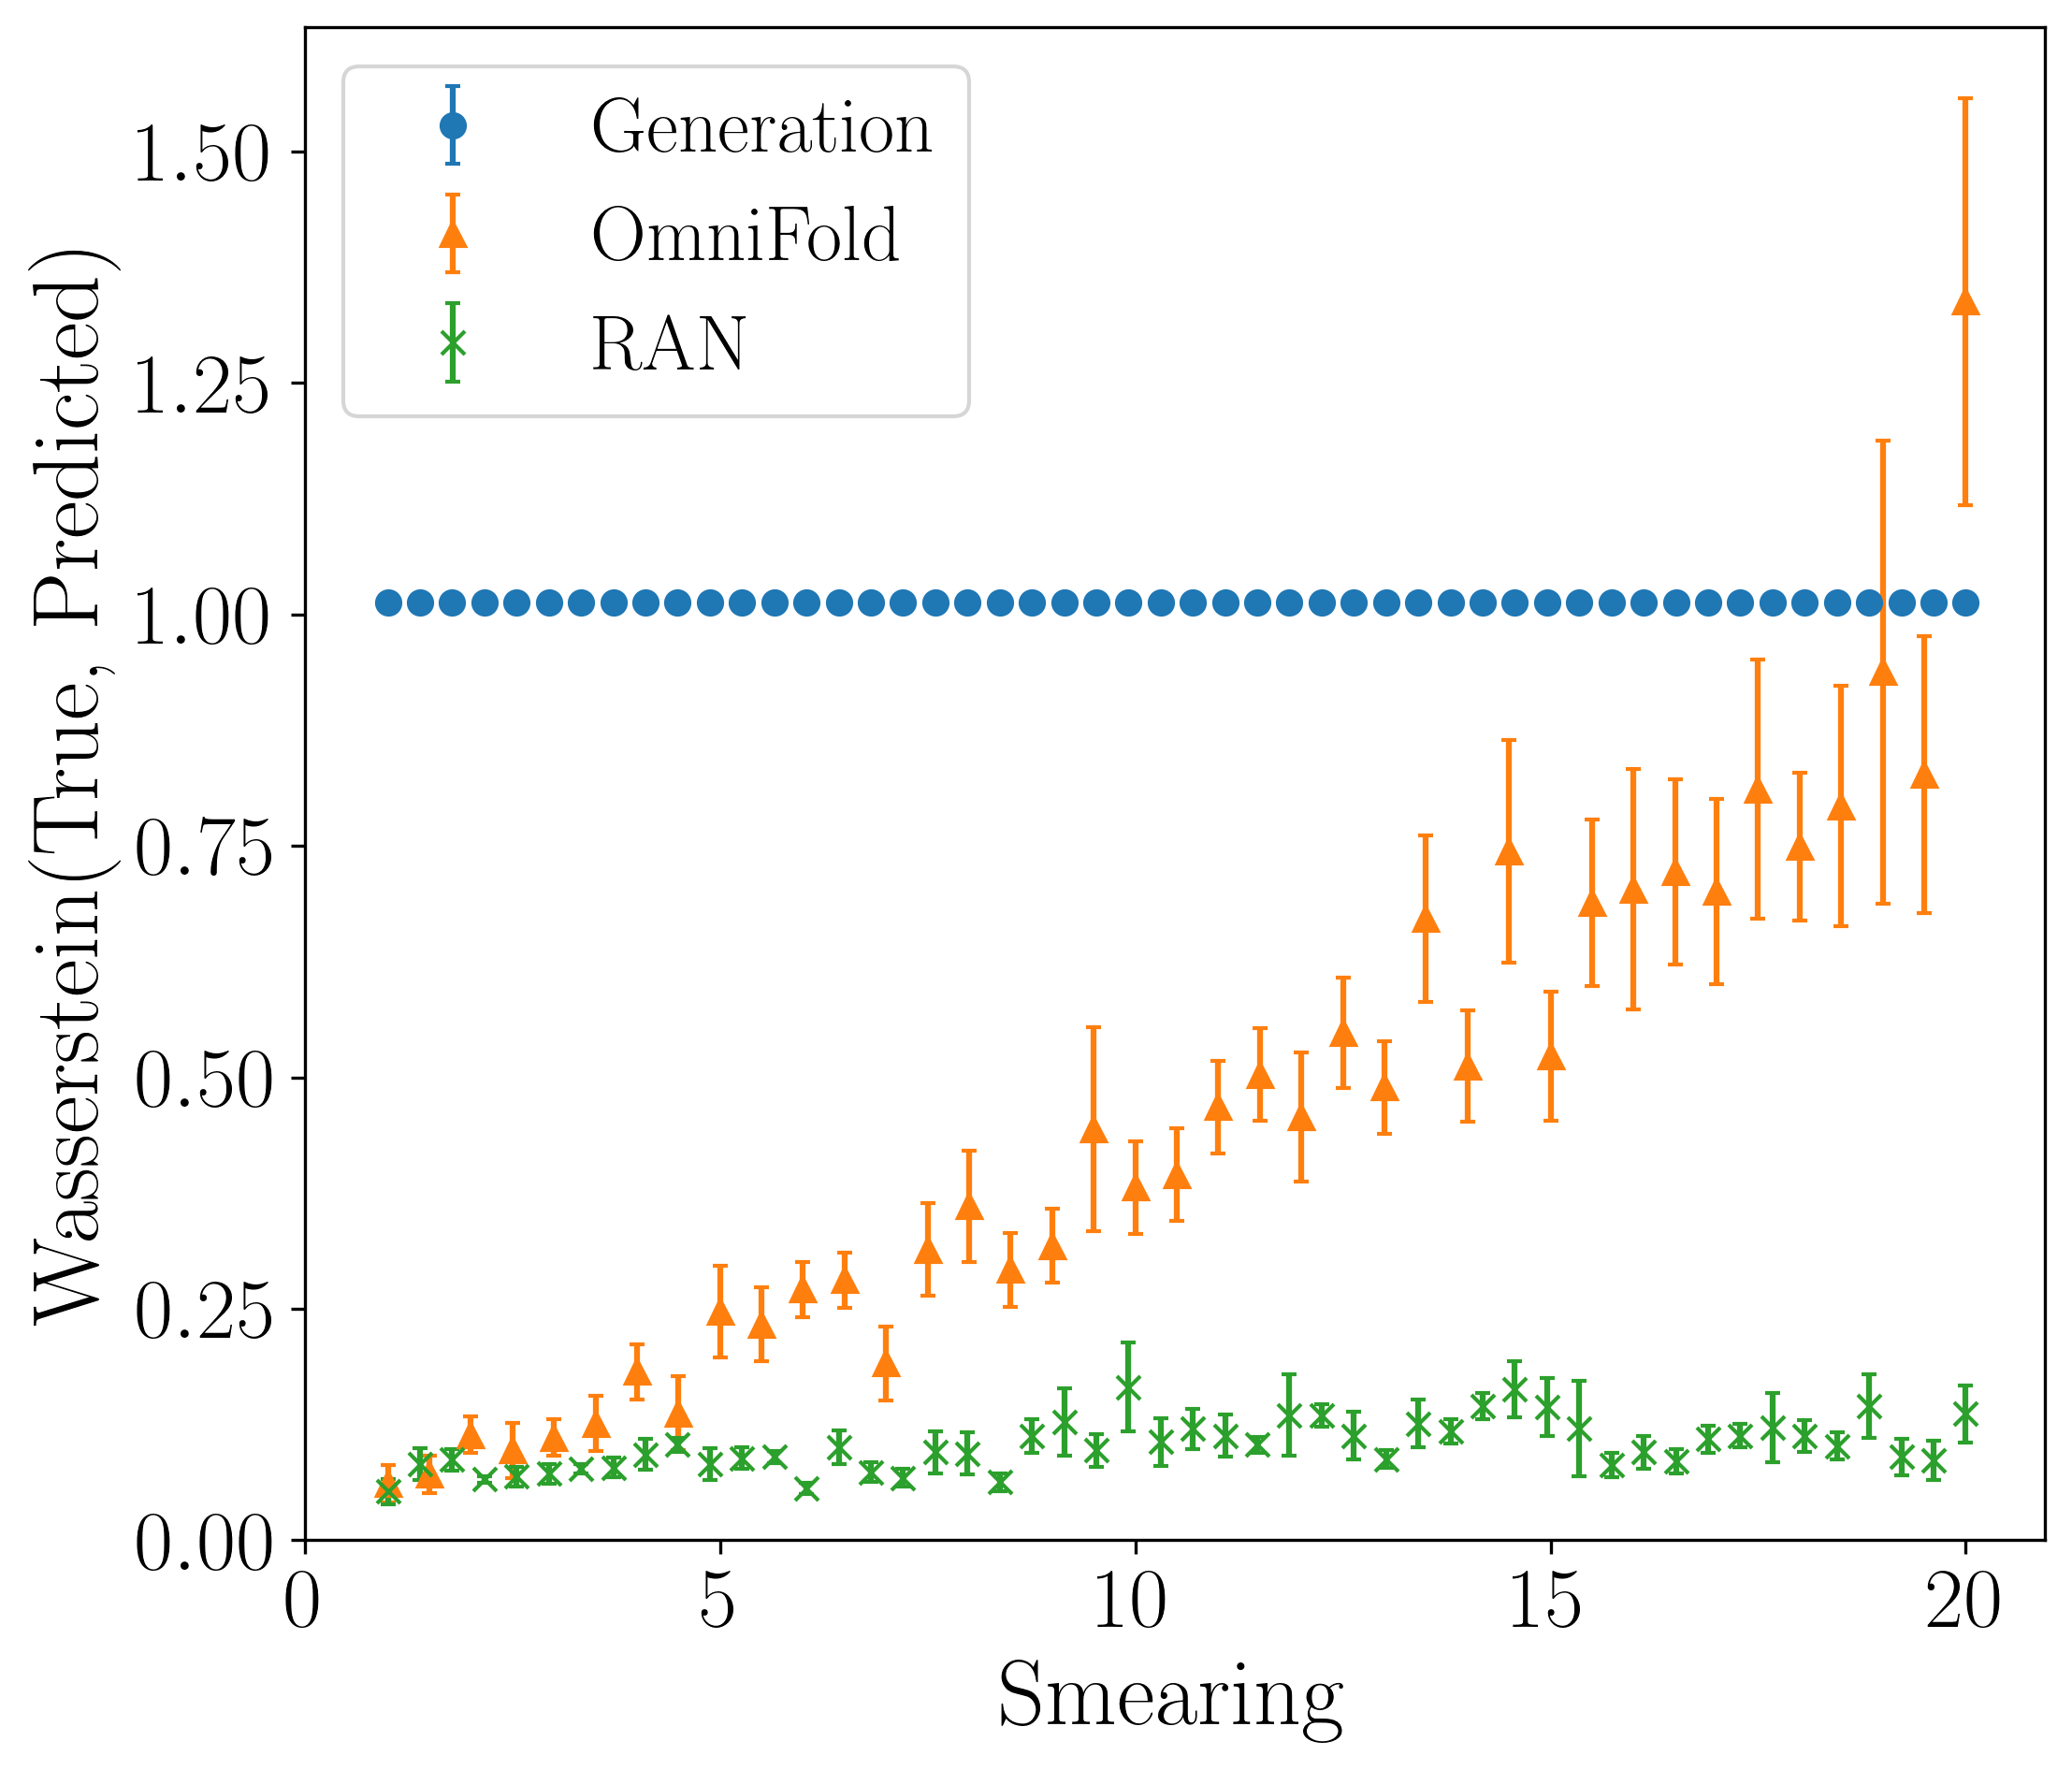 Generation
OmniFold
RAN
Wasserstein(True, Predicted)
1.50
1.25
1.00
0.75
0.50
0.25
0.00
0 5 10 15 20
Smearing